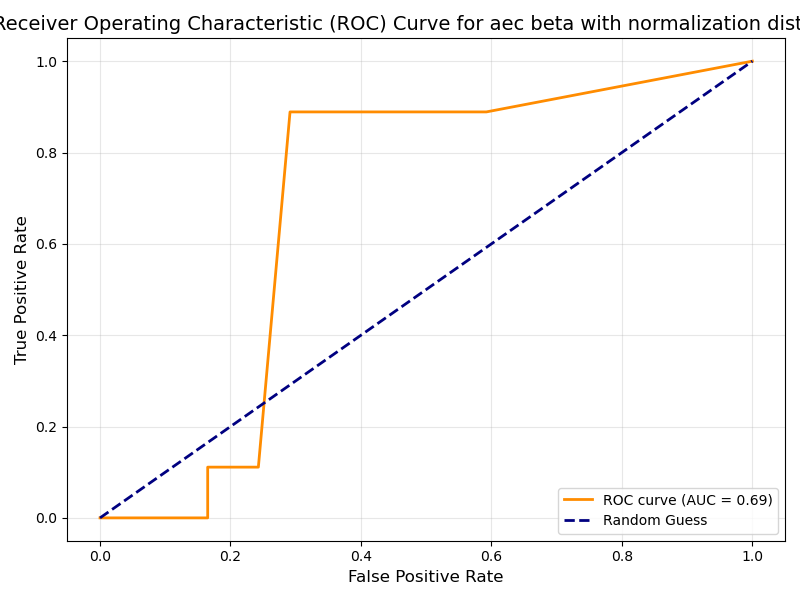 Receiver Operating Characteristic (ROC) Curve for aec beta with normalization dist
1.0
0.8
0.6
0.4
0.2
0.0
True Positive Rate
ROC curve (AUC = 0.69)
Random Guess
0.0 0.2 0.4 0.6 0.8 1.0
False Positive Rate